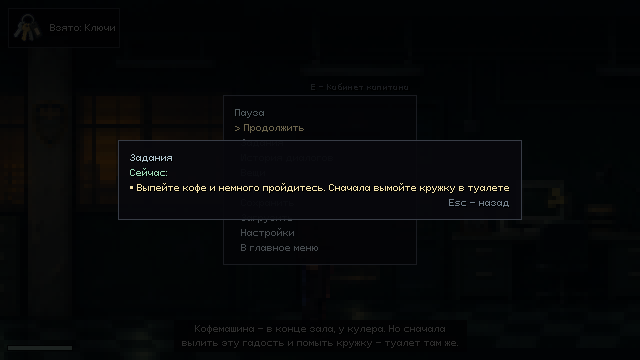 Взято: Ключи
E - Кабинет капитана
Пауза
> Продолжить
Задания
Сейчас:
• Выпейте кофе и немного пройдитесь. Сначала вымойте кружку в туалете
Esc - назад
Загрузить
Настройки
В главное меню
Кофемашина - в конце зала, у кулера. Но сначала
вылить эту гадость и помыть кружку - туалет там же.